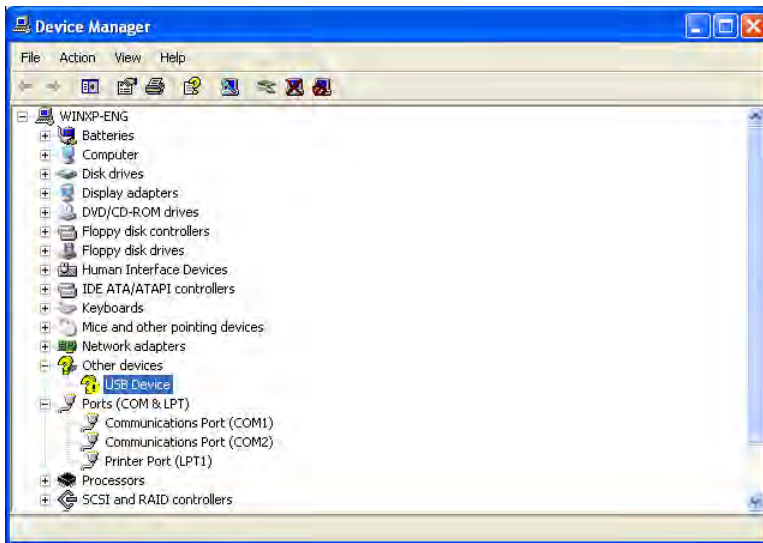 Device Manager
File Action View Help
WINXP-ENG
Batteries
Computer
Disk drives
Display adapters
DVD/CD-ROM drives
Floppy disk controllers
Floppy disk drives
Human Interface Devices
IDE ATA/ATAPI controllers
Keyboards
Mice and other pointing devices
Network adapters
Other devices
USB Device
Ports (COM & LPT)
Communications Port (COM1)
Communications Port (COM2)
Printer Port (LPT1)
Processors
SCSI and RAID controllers